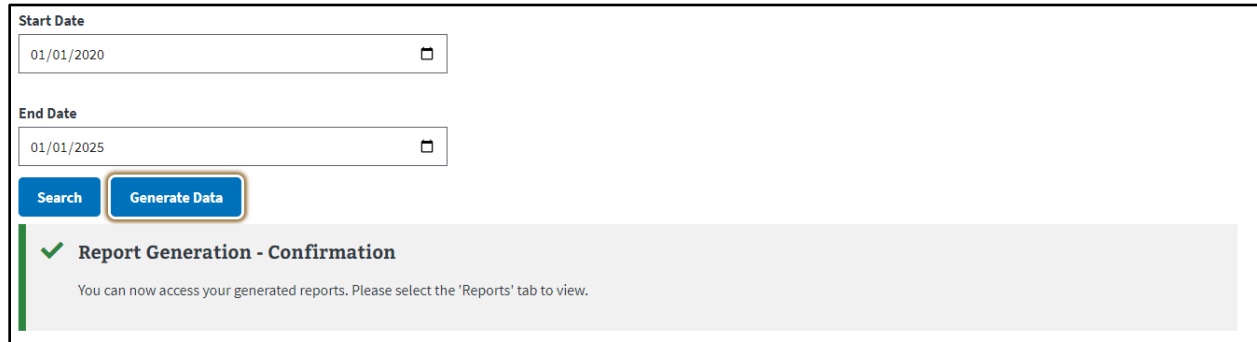 Start Date
01/01/2020
End Date
01/01/2025
Search Generate Data
Report Generation - Confirmation
You can now access your generated reports. Please select the 'Reports' tab to view.